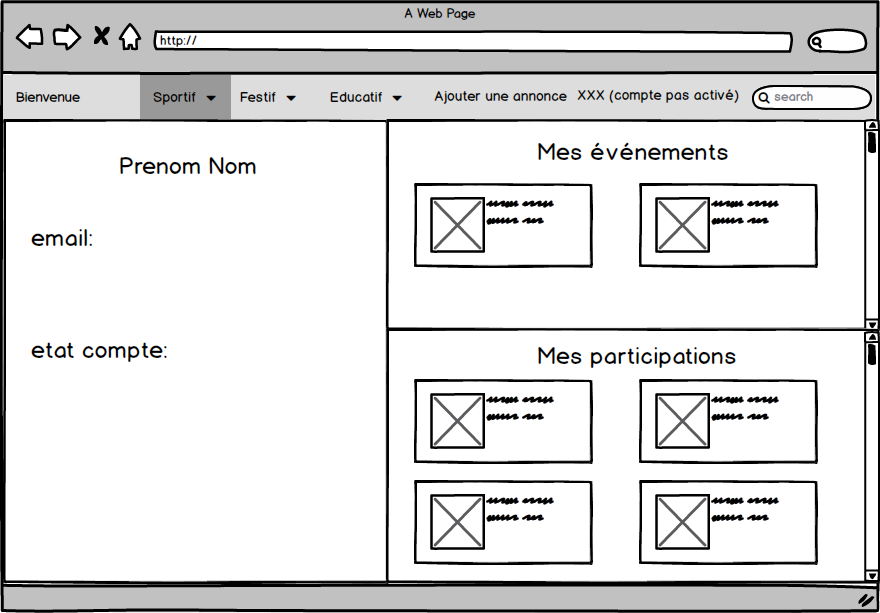 A Web Page
http://
Bienvenue
Sportif
Festif
Educatif
Ajouter une annonce
XXX (compte pas activé)
search
Prenom Nom
email:
etat compte:
Mes événements
Mes participations